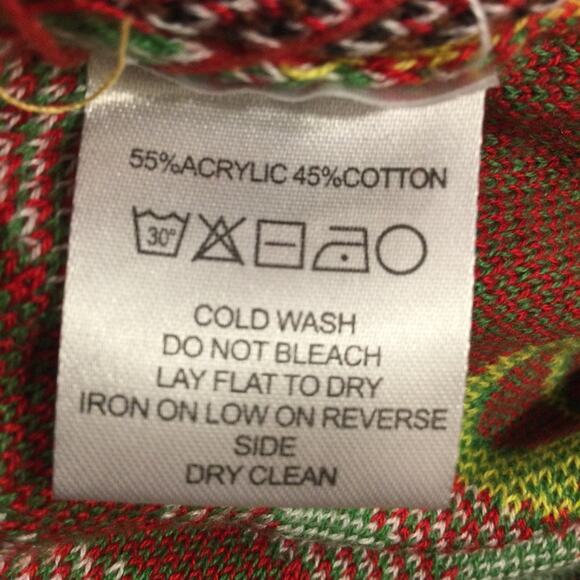 55%ACRYLIC 45%COTTON
30°
COLD WASH
DO NOT BLEACH
LAY FLAT TO DRY
IRON ON LOW ON REVERSE
SIDE
DRY CLEAN